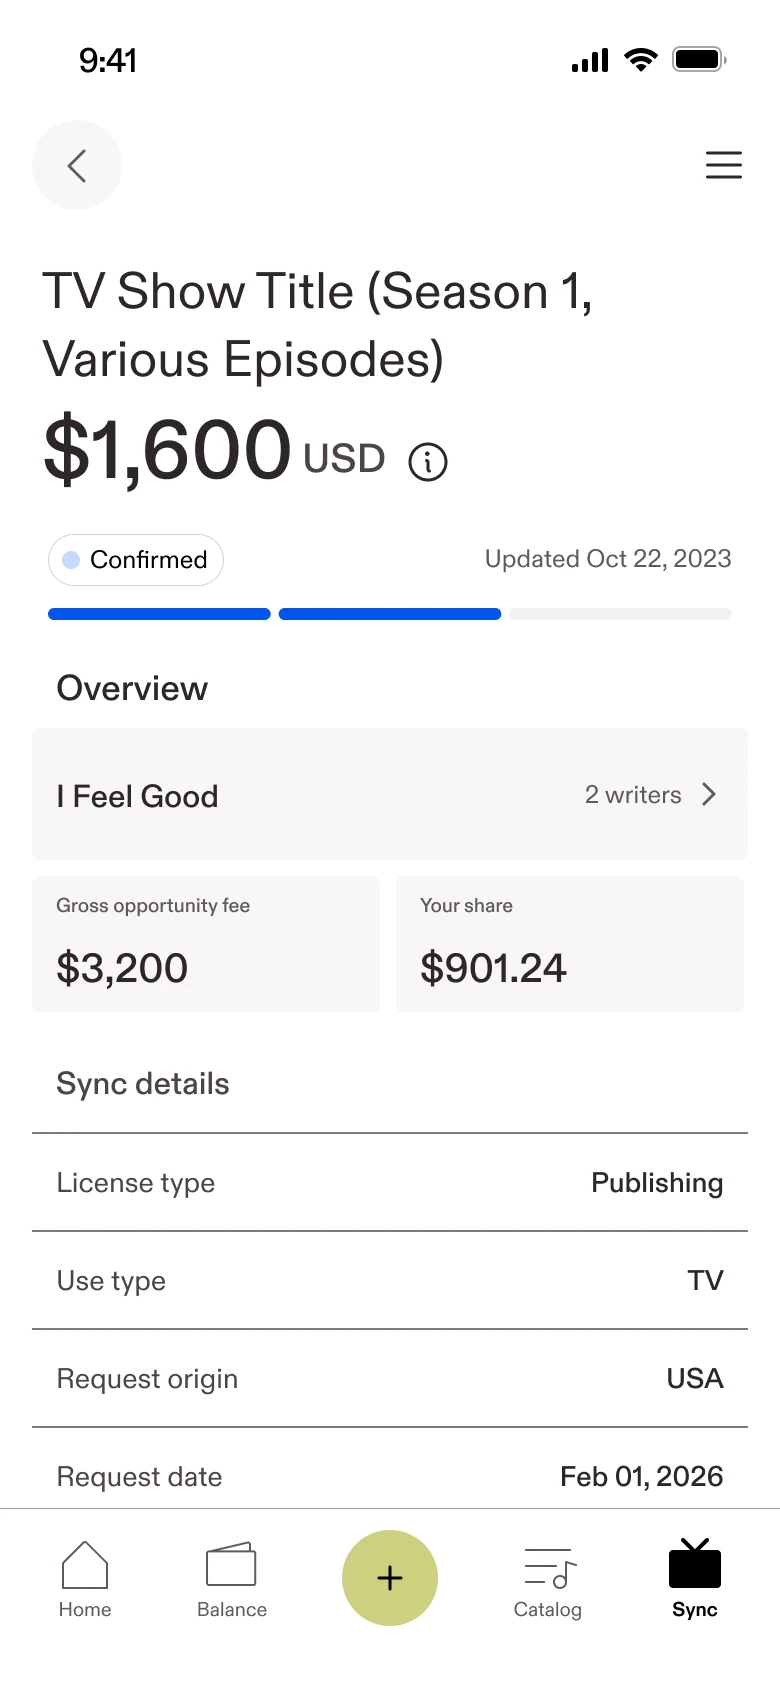 9:41
TV Show Title (Season 1,
Various Episodes)
$1,600 USD
Confirmed
Updated Oct 22, 2023
Overview
I Feel Good
2 writers
Gross opportunity fee
Your share
$3,200
$901.24
Sync details
License type
Publishing
Use type
TV
Request origin
USA
Request date
Feb 01, 2026
Home
Balance
Catalog
Sync